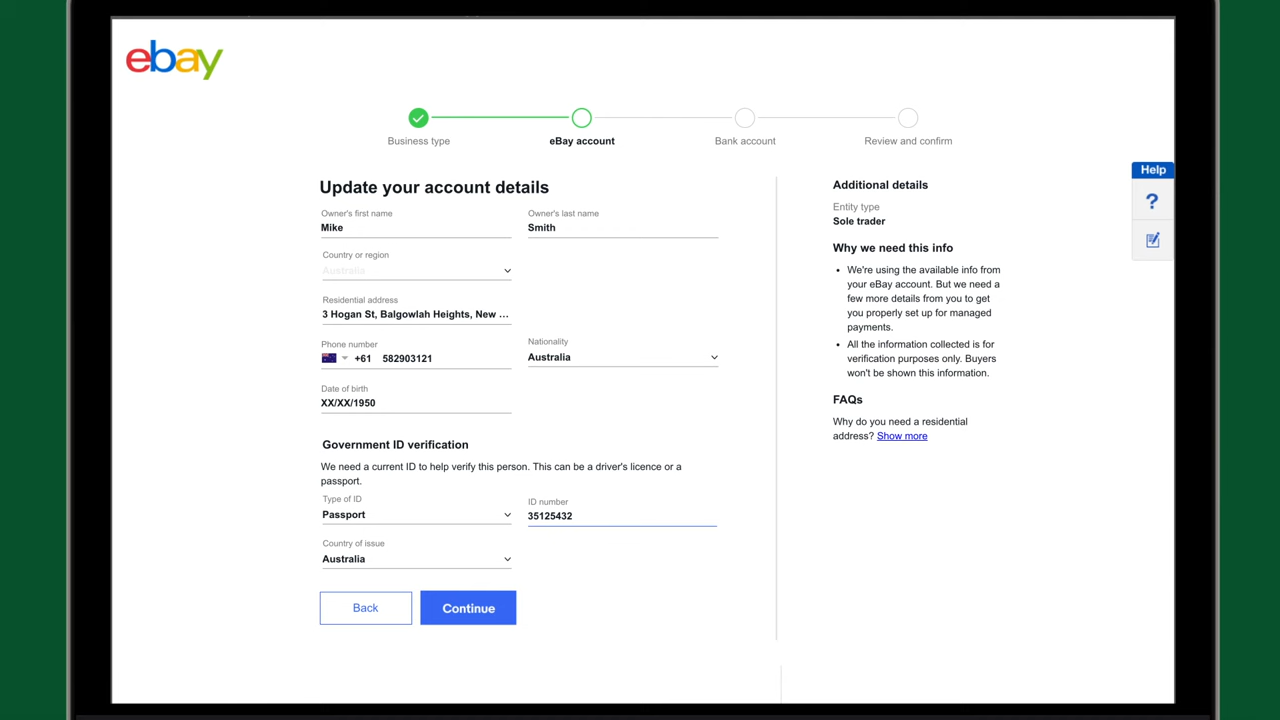 ebay
Business type
eBay account
Bank account
Review and confirm
Help
?
Update your account details
Owner's first name
Mike
Owner's last name
Smith
Country or region
Australia
Residential address
3 Hogan St, Balgowlah Heights, New ...
Phone number
+61 582903121
Nationality
Australia
Date of birth
XX/XX/1950
Government ID verification
We need a current ID to help verify this person. This can be a driver's licence or a
passport.
Type of ID
Passport
ID number
35125432
Country of issue
Australia
Back
Continue
Additional details
Entity type
Sole trader
Why we need this info
• We're using the available info from
your eBay account. But we need a
few more details from you to get
you properly set up for managed
payments.
• All the information collected is for
verification purposes only. Buyers
won't be shown this information.
FAQs
Why do you need a residential
address? Show more